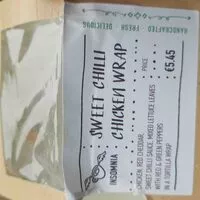 HANDCRAFTED FRESH DELICIOUS
SWEET CHILLI
CHICKEN WRAP
INSOMNIA
PRICE
€5.45
CHICKEN, RED CHEDDAR,
SWEET CHILLI SAUCE, MIXED LETTUCE LEAVES
WITH RED & GREEN PEPPERS
IN A TORTILLA WRAP